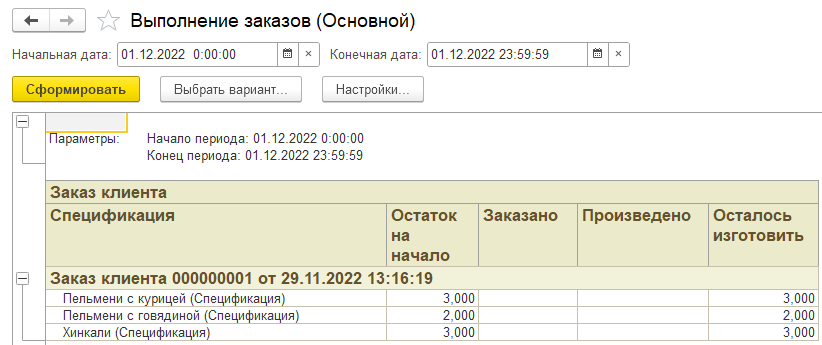 Выполнение заказов (Основной)
Начальная дата: 01.12.2022 0:00:00 Конечная дата: 01.12.2022 23:59:59
Сформировать Выбрать вариант... Настройки...
Параметры: Начало периода: 01.12.2022 0:00:00
Конец периода: 01.12.2022 23:59:59
Заказ клиента
Спецификация Остаток на начало Заказано Произведено Осталось изготовить
Заказ клиента 000000001 от 29.11.2022 13:16:19
Пельмени с курицей (Спецификация) 3,000 3,000
Пельмени с говядиной (Спецификация) 2,000 2,000
Хинкали (Спецификация) 3,000 3,000